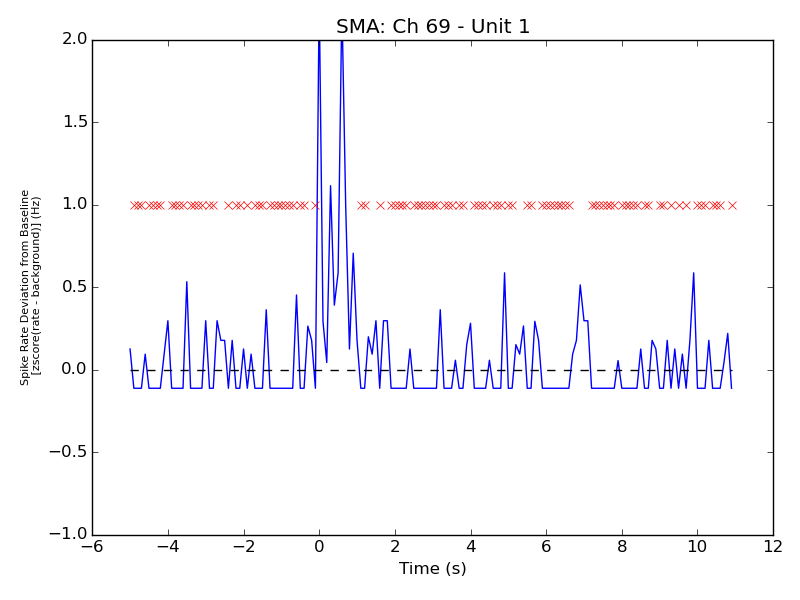 SMA: Ch 69 - Unit 1
2.0
1.5
1.0
0.5
0.0
−0.5
−1.0
Spike Rate Deviation from Baseline
[zscore(rate - background)] (Hz)
−6 −4 −2 0 2 4 6 8 10 12
Time (s)